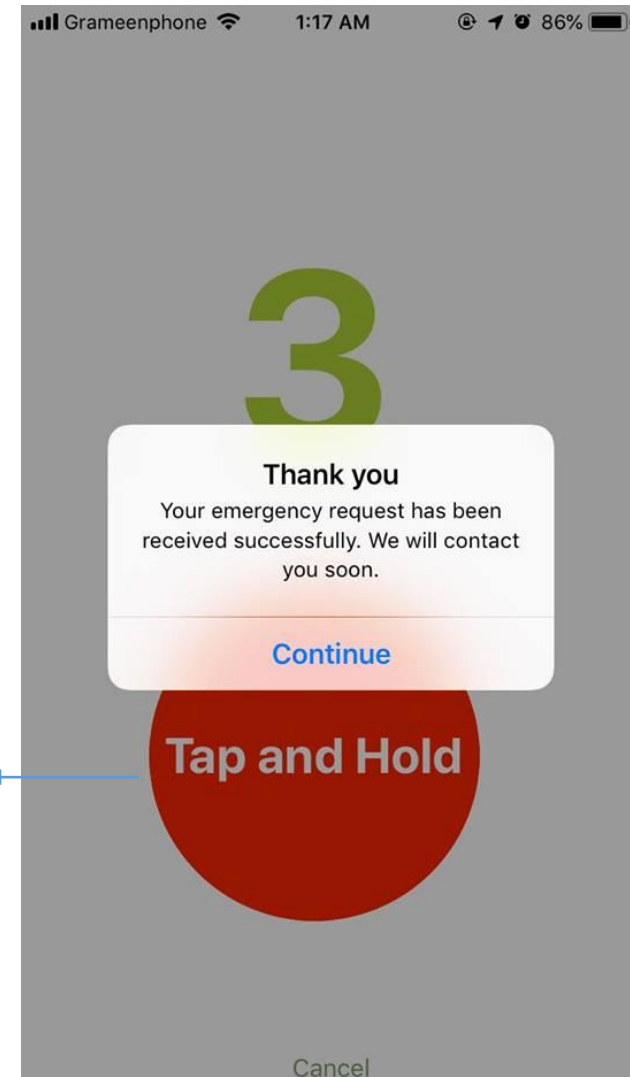 Grameenphone 1:17 AM 86%
3
Thank you
Your emergency request has been
received successfully. We will contact
you soon.
Continue
Tap and Hold
Cancel